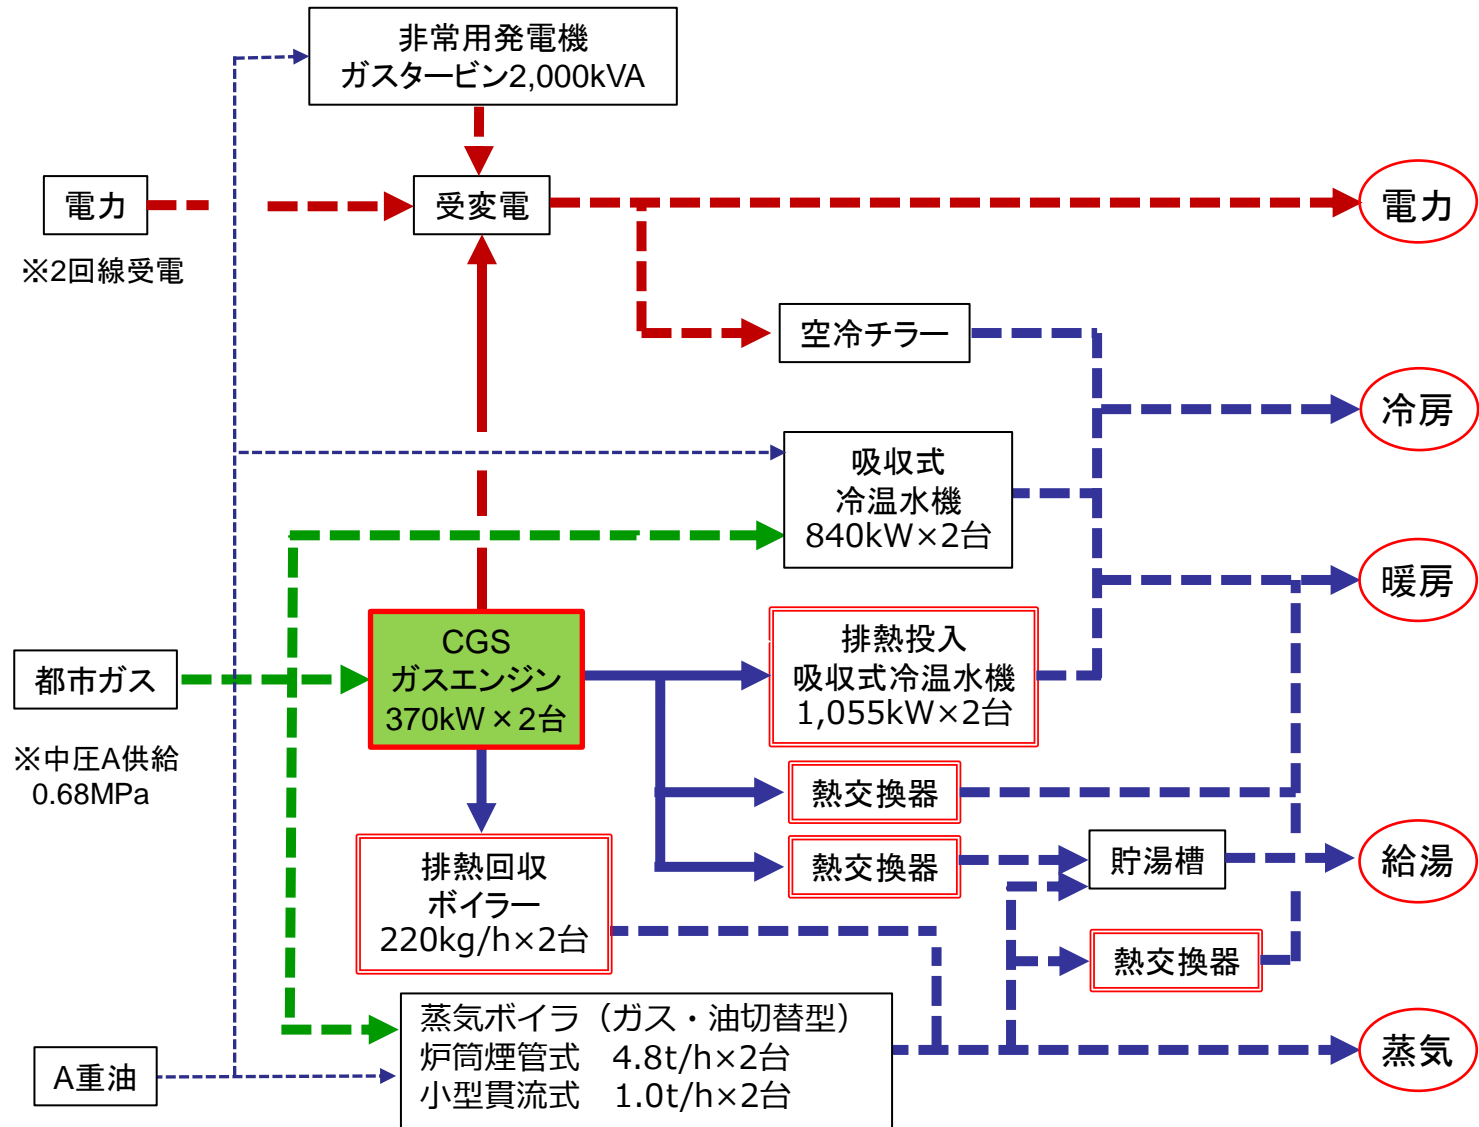 非常用発電機
ガスタービン2,000kVA
電力
受変電
電力
※2回線受電
空冷チラー
冷房
吸収式
冷温水機
840kW×2台
暖房
CGS
ガスエンジン
370kW×2台
排熱投入
吸収式冷温水機
1,055kW×2台
都市ガス
※中圧A供給
0.68MPa
熱交換器
熱交換器
貯湯槽
給湯
排熱回収
ボイラー
220kg/h×2台
熱交換器
蒸気ボイラ（ガス・油切替型）
炉筒煙管式　4.8t/h×2台
小型貫流式　1.0t/h×2台
蒸気
A重油